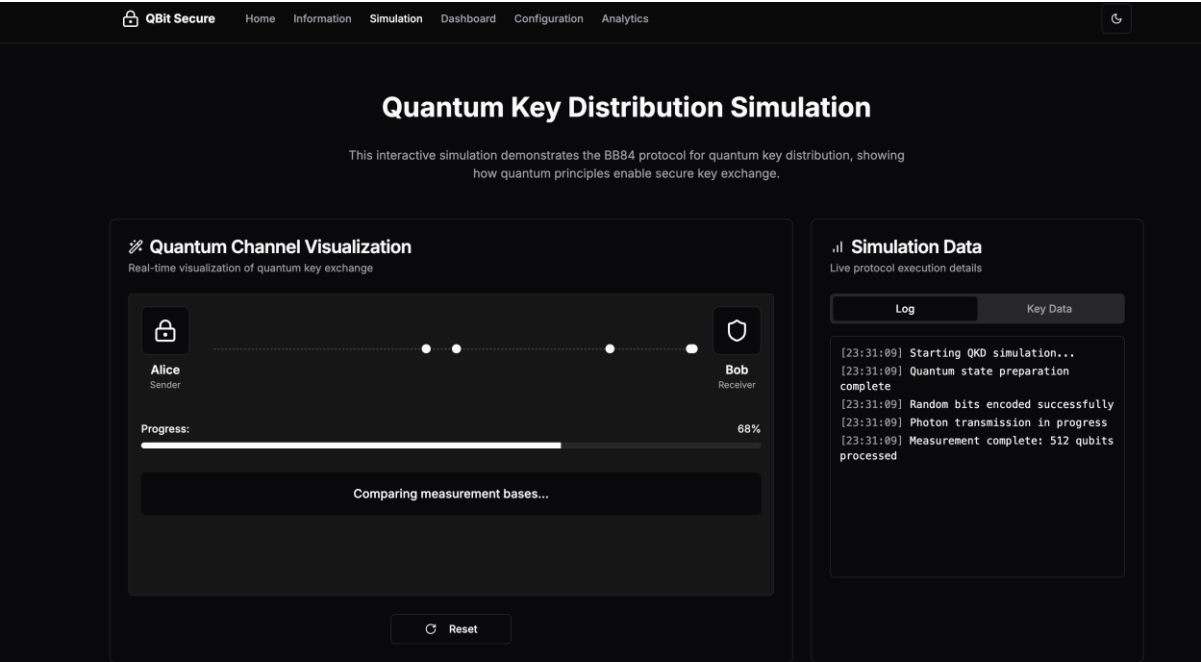 QBit Secure
Home
Information
Simulation
Dashboard
Configuration
Analytics
Quantum Key Distribution Simulation
This interactive simulation demonstrates the BB84 protocol for quantum key distribution, showing
how quantum principles enable secure key exchange.
Quantum Channel Visualization
Real-time visualization of quantum key exchange
Alice
Sender
Bob
Receiver
Progress:
68%
Comparing measurement bases...
Reset
Simulation Data
Live protocol execution details
Log
Key Data
[23:31:09] Starting QKD simulation...
[23:31:09] Quantum state preparation
complete
[23:31:09] Random bits encoded successfully
[23:31:09] Photon transmission in progress
[23:31:09] Measurement complete: 512 qubits
processed